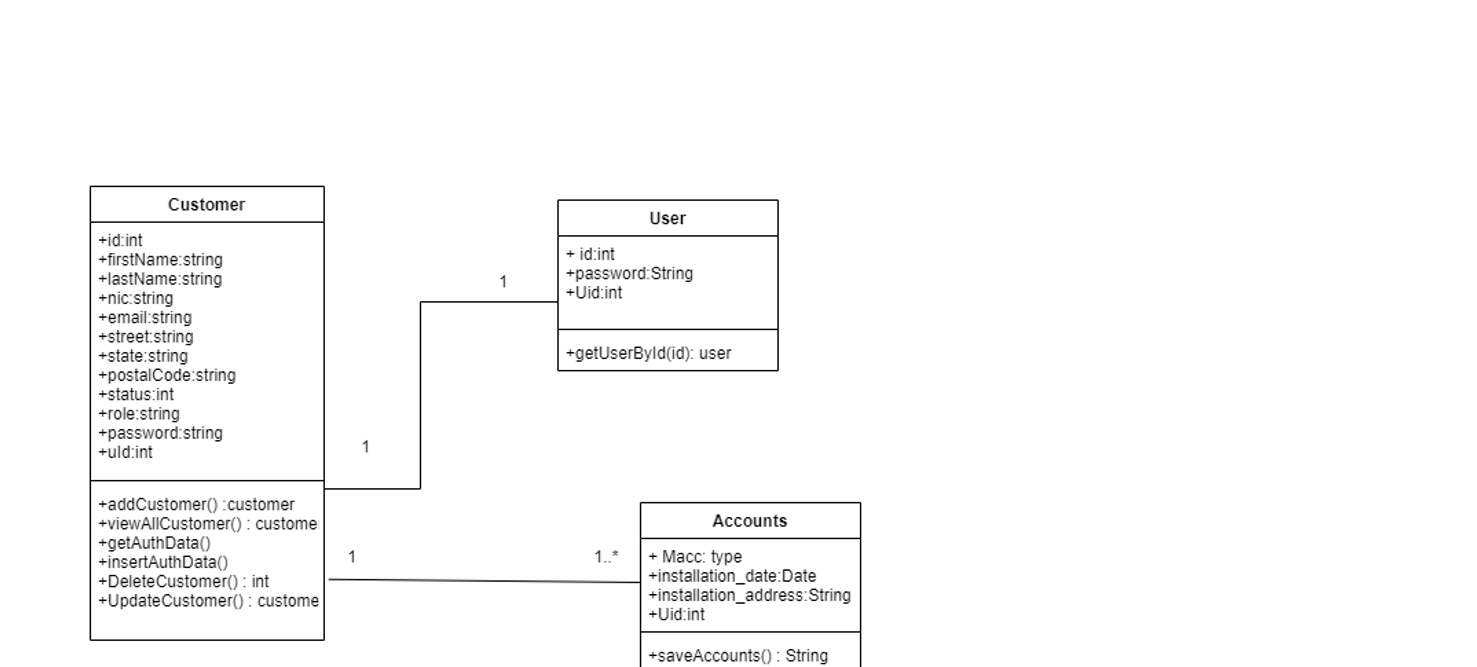 Customer
+id:int
+firstName:string
+lastName:string
+nic:string
+email:string
+street:string
+state:string
+postalCode:string
+status:int
+role:string
+password:string
+uId:int
+addCustomer() :customer
+viewAllCustomer() : custome
+getAuthData()
+insertAuthData()
+DeleteCustomer() : int
+UpdateCustomer() : custome
1
1
User
+ id:int
+password:String
+Uid:int
+getUserById(id): user
1
1..*
Accounts
+ Macc: type
+installation_date:Date
+installation_address:String
+Uid:int
+saveAccounts() : String